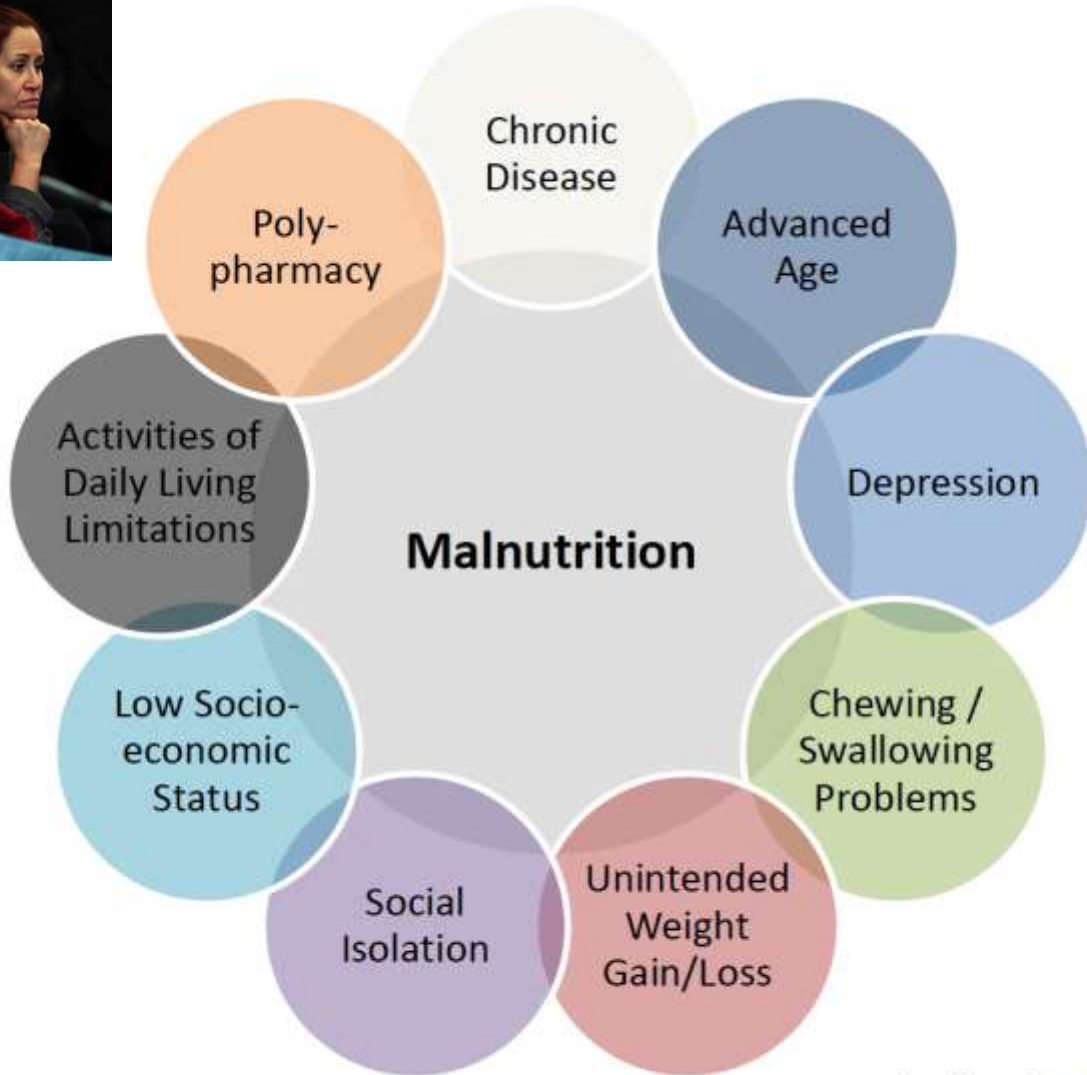 Chronic
Disease
Advanced
Age
Depression
Chewing /
Swallowing
Problems
Unintended
Weight
Gain/Loss
Social
Isolation
Low Socio-
economic
Status
Activities of
Daily Living
Limitations
Poly-
pharmacy
Malnutrition